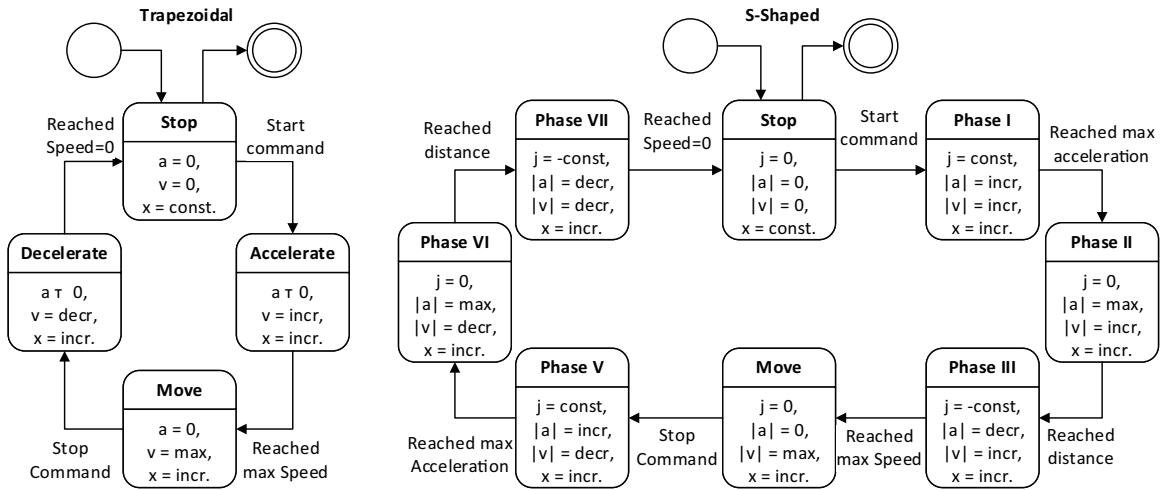 Trapezoidal
Stop
a = 0,
v = 0,
x = const.
Start
command
Accelerate
a т 0,
v = incr,
x = incr.
Reached
max Speed
Move
a = 0,
v = max,
x = incr.
Stop
Command
Decelerate
a т 0,
v = decr,
x = incr.
Reached
Speed=0
S-Shaped
Stop
j = 0,
|a| = 0,
|v| = 0,
x = const.
Start
command
Phase I
j = const,
|a| = incr,
|v| = incr,
x = incr.
Reached max
acceleration
Phase II
j = 0,
|a| = max,
|v| = incr,
x = incr.
Reached
distance
Phase III
j = -const,
|a| = decr,
|v| = incr,
x = incr.
Reached
max Speed
Move
j = 0,
|a| = 0,
|v| = max,
x = incr.
Stop
Command
Phase V
j = const,
|a| = incr,
|v| = decr,
x = incr.
Reached max
Acceleration
Phase VI
j = 0,
|a| = max,
|v| = decr,
x = incr.
Reached
distance
Phase VII
j = -const,
|a| = decr,
|v| = decr,
x = incr.
Reached
Speed=0